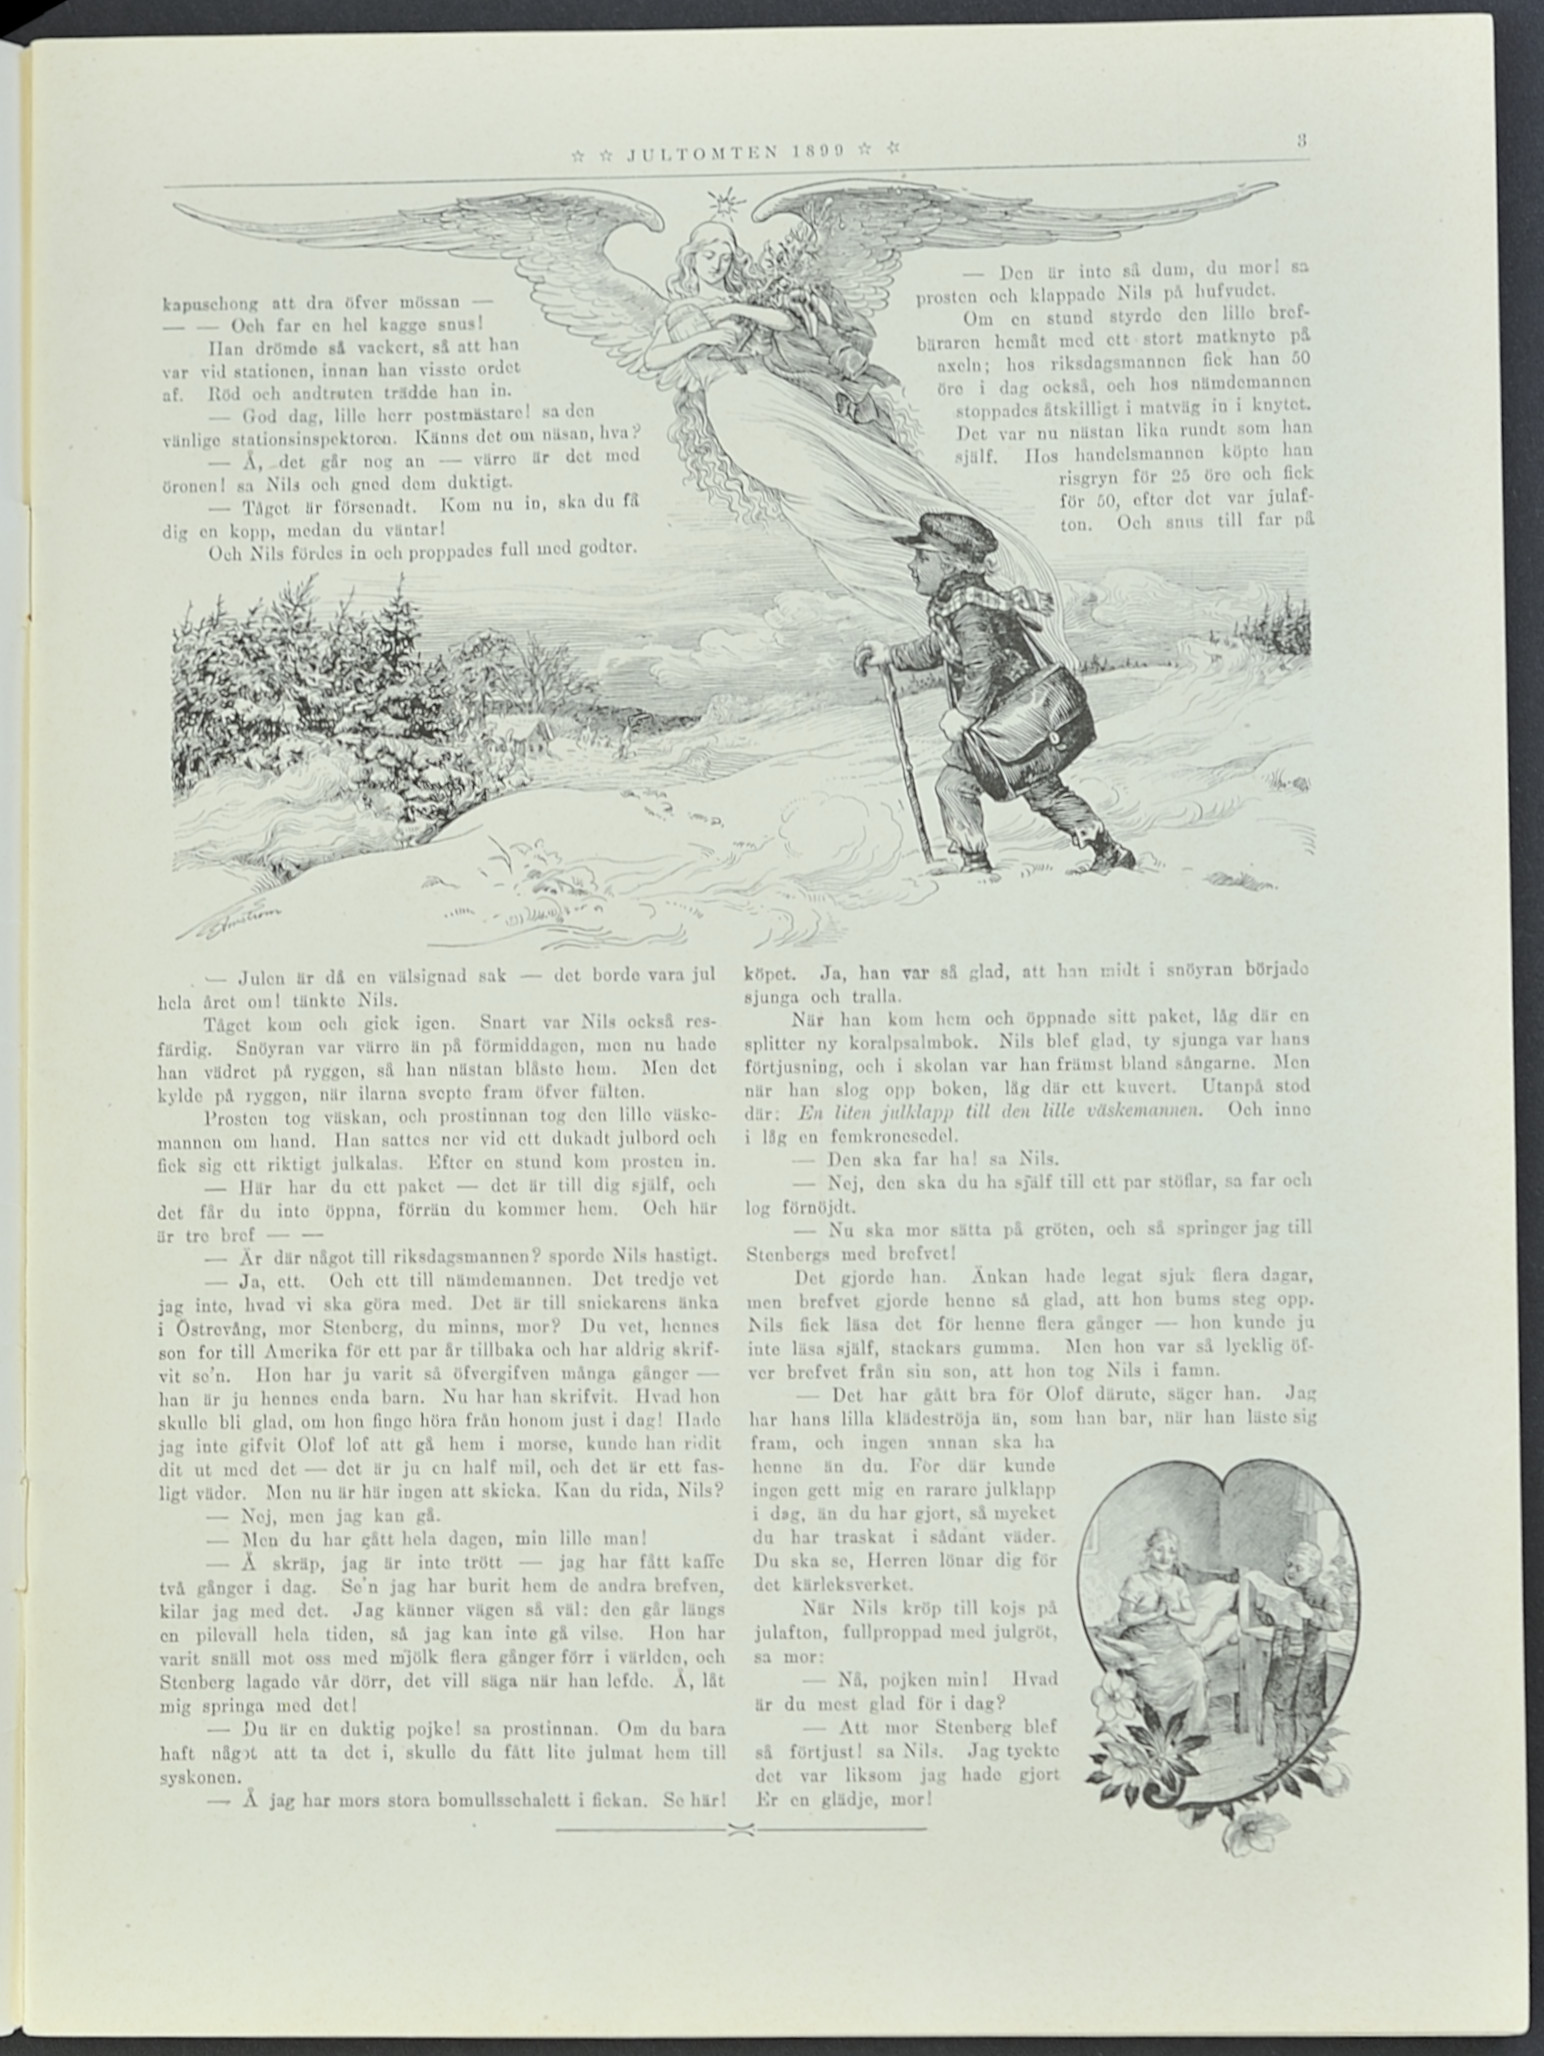 ☆ ☆ JULTOMTEN 1899 ☆ ☆
3
kapuschong att dra öfver mössan —
— — Och far en hel kagge snus!
Han drömde så vackert, så att han
var vid stationen, innan han visste ordet
af. Röd och andtruten trädde han in.
— God dag, lille herr postmästare! sa den
vänlige stationsinspektoren. Känns det om näsan, hva?
— Å, det går nog an — värre är det med
öronen! sa Nils och gned dem duktigt.
— Tåget är försenadt. Kom nu in, ska du få
dig en kopp, medan du väntar!
Och Nils fördes in och proppades full med godter.
— Julen är då en välsignad sak — det borde vara jul
hela året om! tänkte Nils.
Tåget kom och gick igen. Snart var Nils också res-
färdig. Snöyran var värre än på förmiddagen, men nu hade
han vädret på ryggen, så han nästan blåste hem. Men det
kylde på ryggen, när ilarna svepte fram öfver fälten.
Prosten tog väskan, och prostinnan tog den lille väske-
mannen om hand. Han sattes ner vid ett dukadt julbord och
fick sig ett riktigt julkalas. Efter en stund kom prosten in.
— Här har du ett paket — det är till dig själf, och
det får du inte öppna, förrän du kommer hem. Och här
är tre bref — —
— Är där något till riksdagsmannen? sporde Nils hastigt.
— Ja, ett. Och ett till nämdemannen. Det tredje vet
jag inte, hvad vi ska göra med. Det är till snickarens änka
i Östrevång, mor Stenberg, du minns, mor? Du vet, hennes
son for till Amerika för ett par år tillbaka och har aldrig skrif-
vit se'n. Hon har ju varit så öfvergifven många gånger —
han är ju hennes enda barn. Nu har han skrifvit. Hvad hon
skulle bli glad, om hon finge höra från honom just i dag! Hade
jag inte gifvit Olof lof att gå hem i morse, kunde han ridit
dit ut med det — det är ju en half mil, och det är ett fas-
ligt väder. Men nu är här ingen att skicka. Kan du rida, Nils?
— Nej, men jag kan gå.
— Men du har gått hela dagen, min lille man!
— Å skräp, jag är inte trött — jag har fått kaffe
två gånger i dag. Se'n jag har burit hem de andra brefven,
kilar jag med det. Jag känner vägen så väl: den går längs
en pilevall hela tiden, så jag kan inte gå vilse. Hon har
varit snäll mot oss med mjölk flera gånger förr i världen, och
Stenberg lagade vår dörr, det vill säga när han lefde. Å, låt
mig springa med det!
— Du är en duktig pojke! sa prostinnan. Om du bara
haft något att ta det i, skulle du fått lite julmat hem till
syskonen.
— Å jag har mors stora bomullsschalett i fickan. Se här!
— Den är inte så dum, du mor! sa
prosten och klappade Nils på hufvudet.
Om en stund styrde den lille bref-
bäraren hemåt med ett stort matknyte på
axeln; hos riksdagsmannen fick han 50
öre i dag också, och hos nämdemannen
stoppades åtskilligt i matväg in i knytet.
Det var nu nästan lika rundt som han
själf. Hos handelsmannen köpte han
risgryn för 25 öre och fick
för 50, efter det var julaf-
ton. Och snus till far på
köpet. Ja, han var så glad, att han midt i snöyran började
sjunga och tralla.
När han kom hem och öppnade sitt paket, låg där en
splitter ny koralpsalmbok. Nils blef glad, ty sjunga var hans
förtjusning, och i skolan var han främst bland sångarne. Men
när han slog opp boken, låg där ett kuvert. Utanpå stod
där: En liten julklapp till den lille väskemannen. Och inne
i låg en femkronesedel.
— Den ska far ha! sa Nils.
— Nej, den ska du ha själf till ett par stöflar, sa far och
log förnöjdt.
— Nu ska mor sätta på gröten, och så springer jag till
Stenbergs med brefvet!
Det gjorde han. Änkan hade legat sjuk flera dagar,
men brefvet gjorde henne så glad, att hon bums steg opp.
Nils fick läsa det för henne flera gånger — hon kunde ju
inte läsa själf, stackars gumma. Men hon var så lycklig öf-
ver brefvet från sin son, att hon tog Nils i famn.
— Det har gått bra för Olof därute, säger han. Jag
har hans lilla klädeströja än, som han bar, när han läste sig
fram, och ingen annan ska ha
henne än du. För där kunde
ingen gett mig en rarare julklapp
i dag, än du har gjort, så mycket
du har traskat i sådant väder.
Du ska se, Herren lönar dig för
det kärleksverket.
När Nils kröp till kojs på
julafton, fullproppad med julgröt,
sa mor:
— Nå, pojken min! Hvad
är du mest glad för i dag?
— Att mor Stenberg blef
så förtjust! sa Nils. Jag tyckte
det var liksom jag hade gjort
Er en glädje, mor!